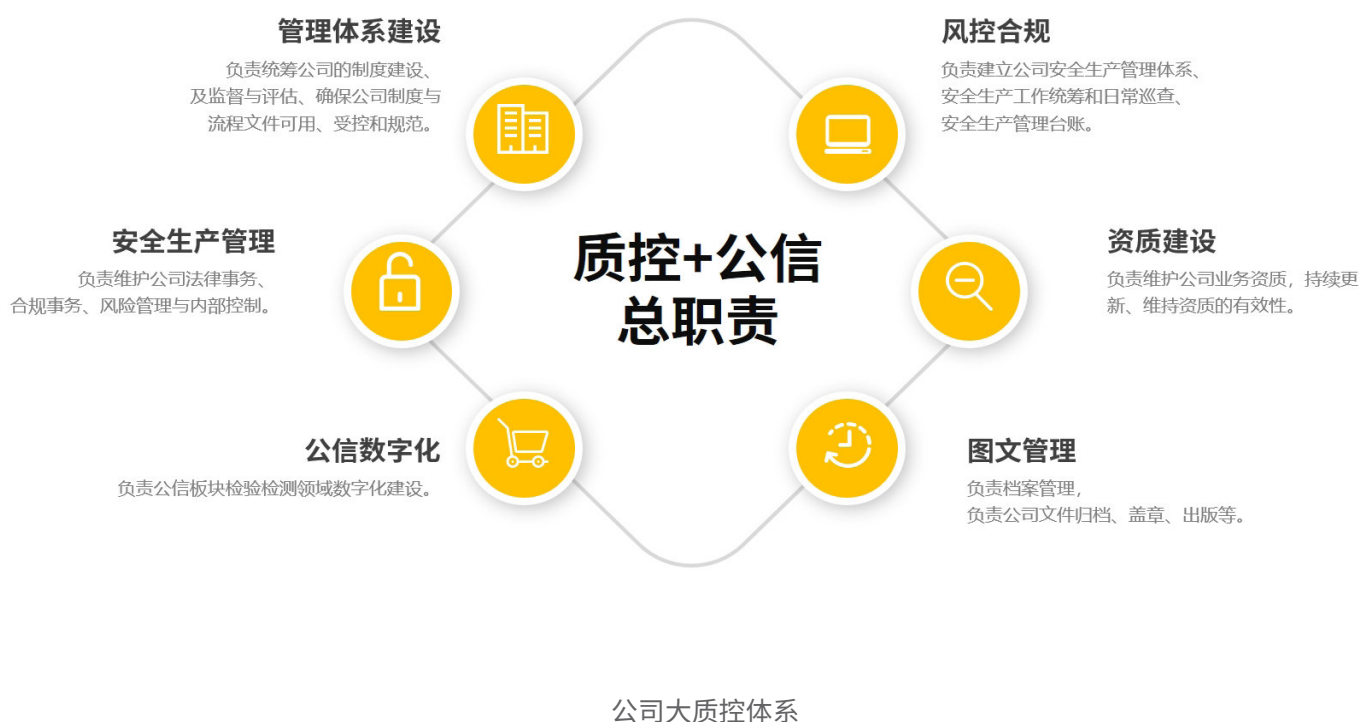 管理体系建设
负责统筹公司的制度建设、
及监督与评估、确保公司制度与
流程文件可用、受控和规范。
风控合规
负责建立公司安全生产管理体系、
安全生产工作统筹和日常巡查、
安全生产管理台账。
安全生产管理
负责维护公司法律事务、
合规事务、风险管理与内部控制。
质控+公信
总职责
资质建设
负责维护公司业务资质，持续更
新、维持资质的有效性。
公信数字化
负责公信板块检验检测领域数字化建设。
图文管理
负责档案管理，
负责公司文件归档、盖章、出版等。
公司大质控体系